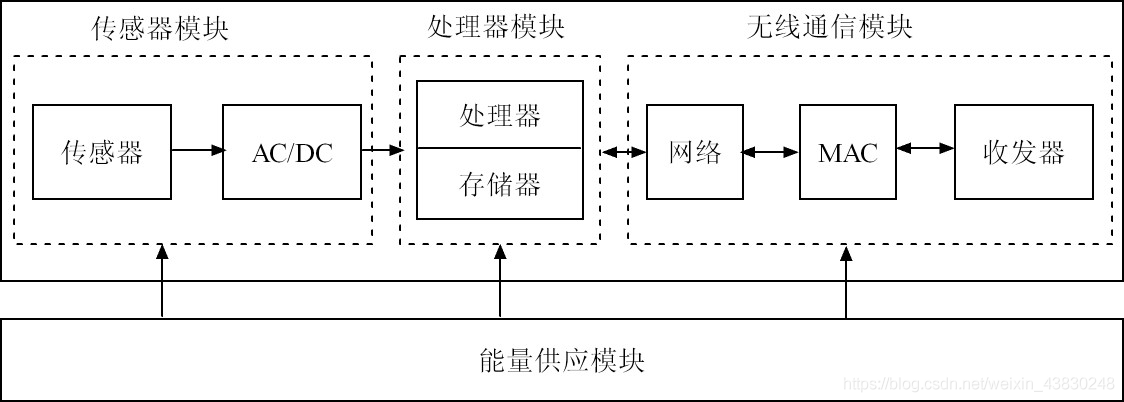 传感器模块
处理器模块
无线通信模块
传感器
AC/DC
处理器
存储器
网络
MAC
收发器
能量供应模块
https://blog.csdn.net/weixin_43830248